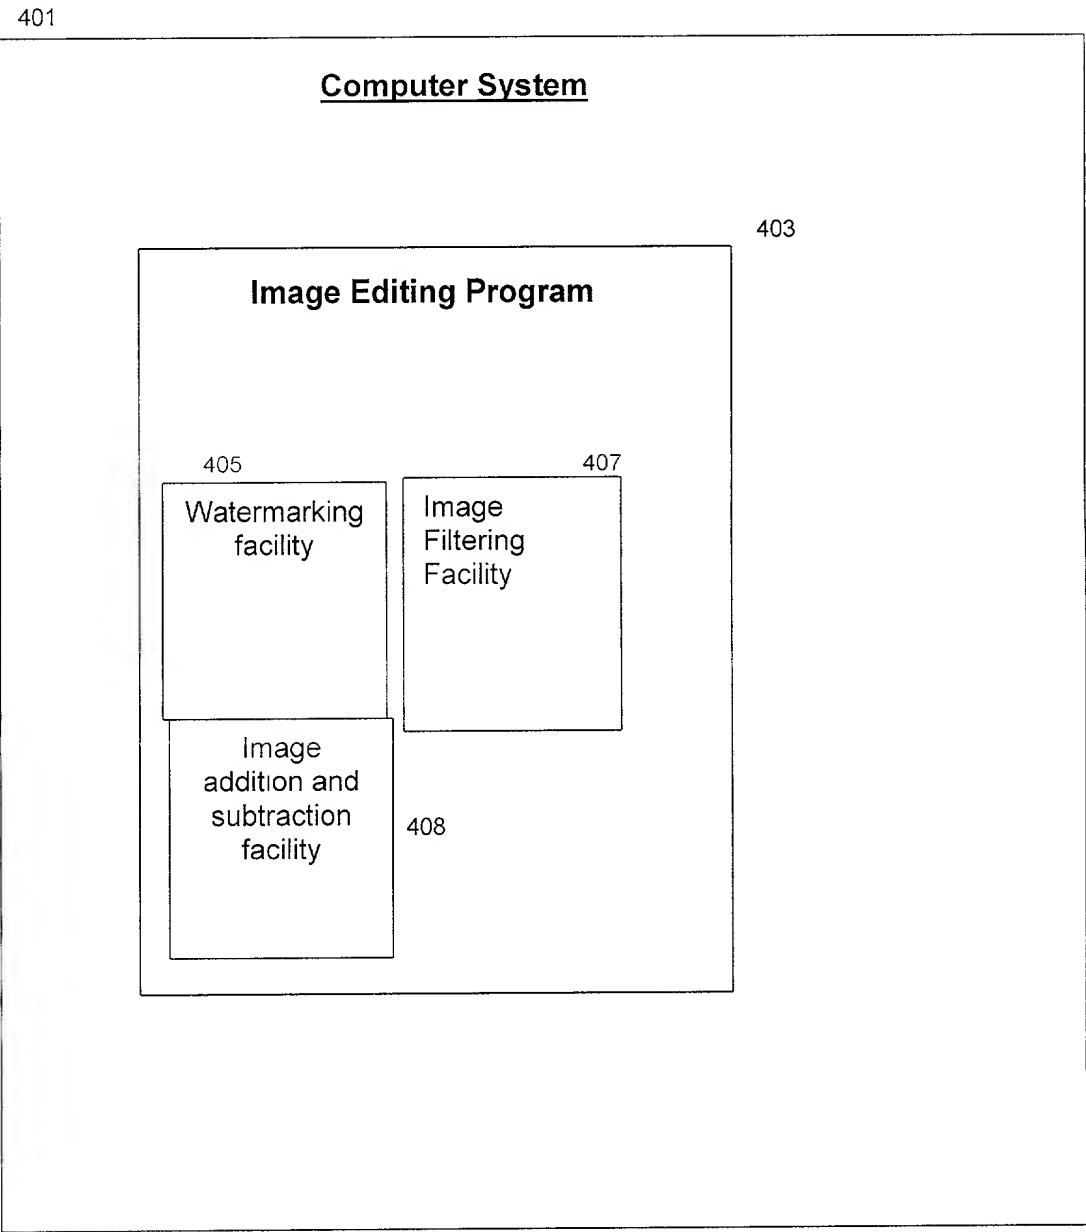 401
Computer System
403
Image Editing Program
405
Watermarking
facility
407
Image
Filtering
Facility
Image
addition and
subtraction
facility
408